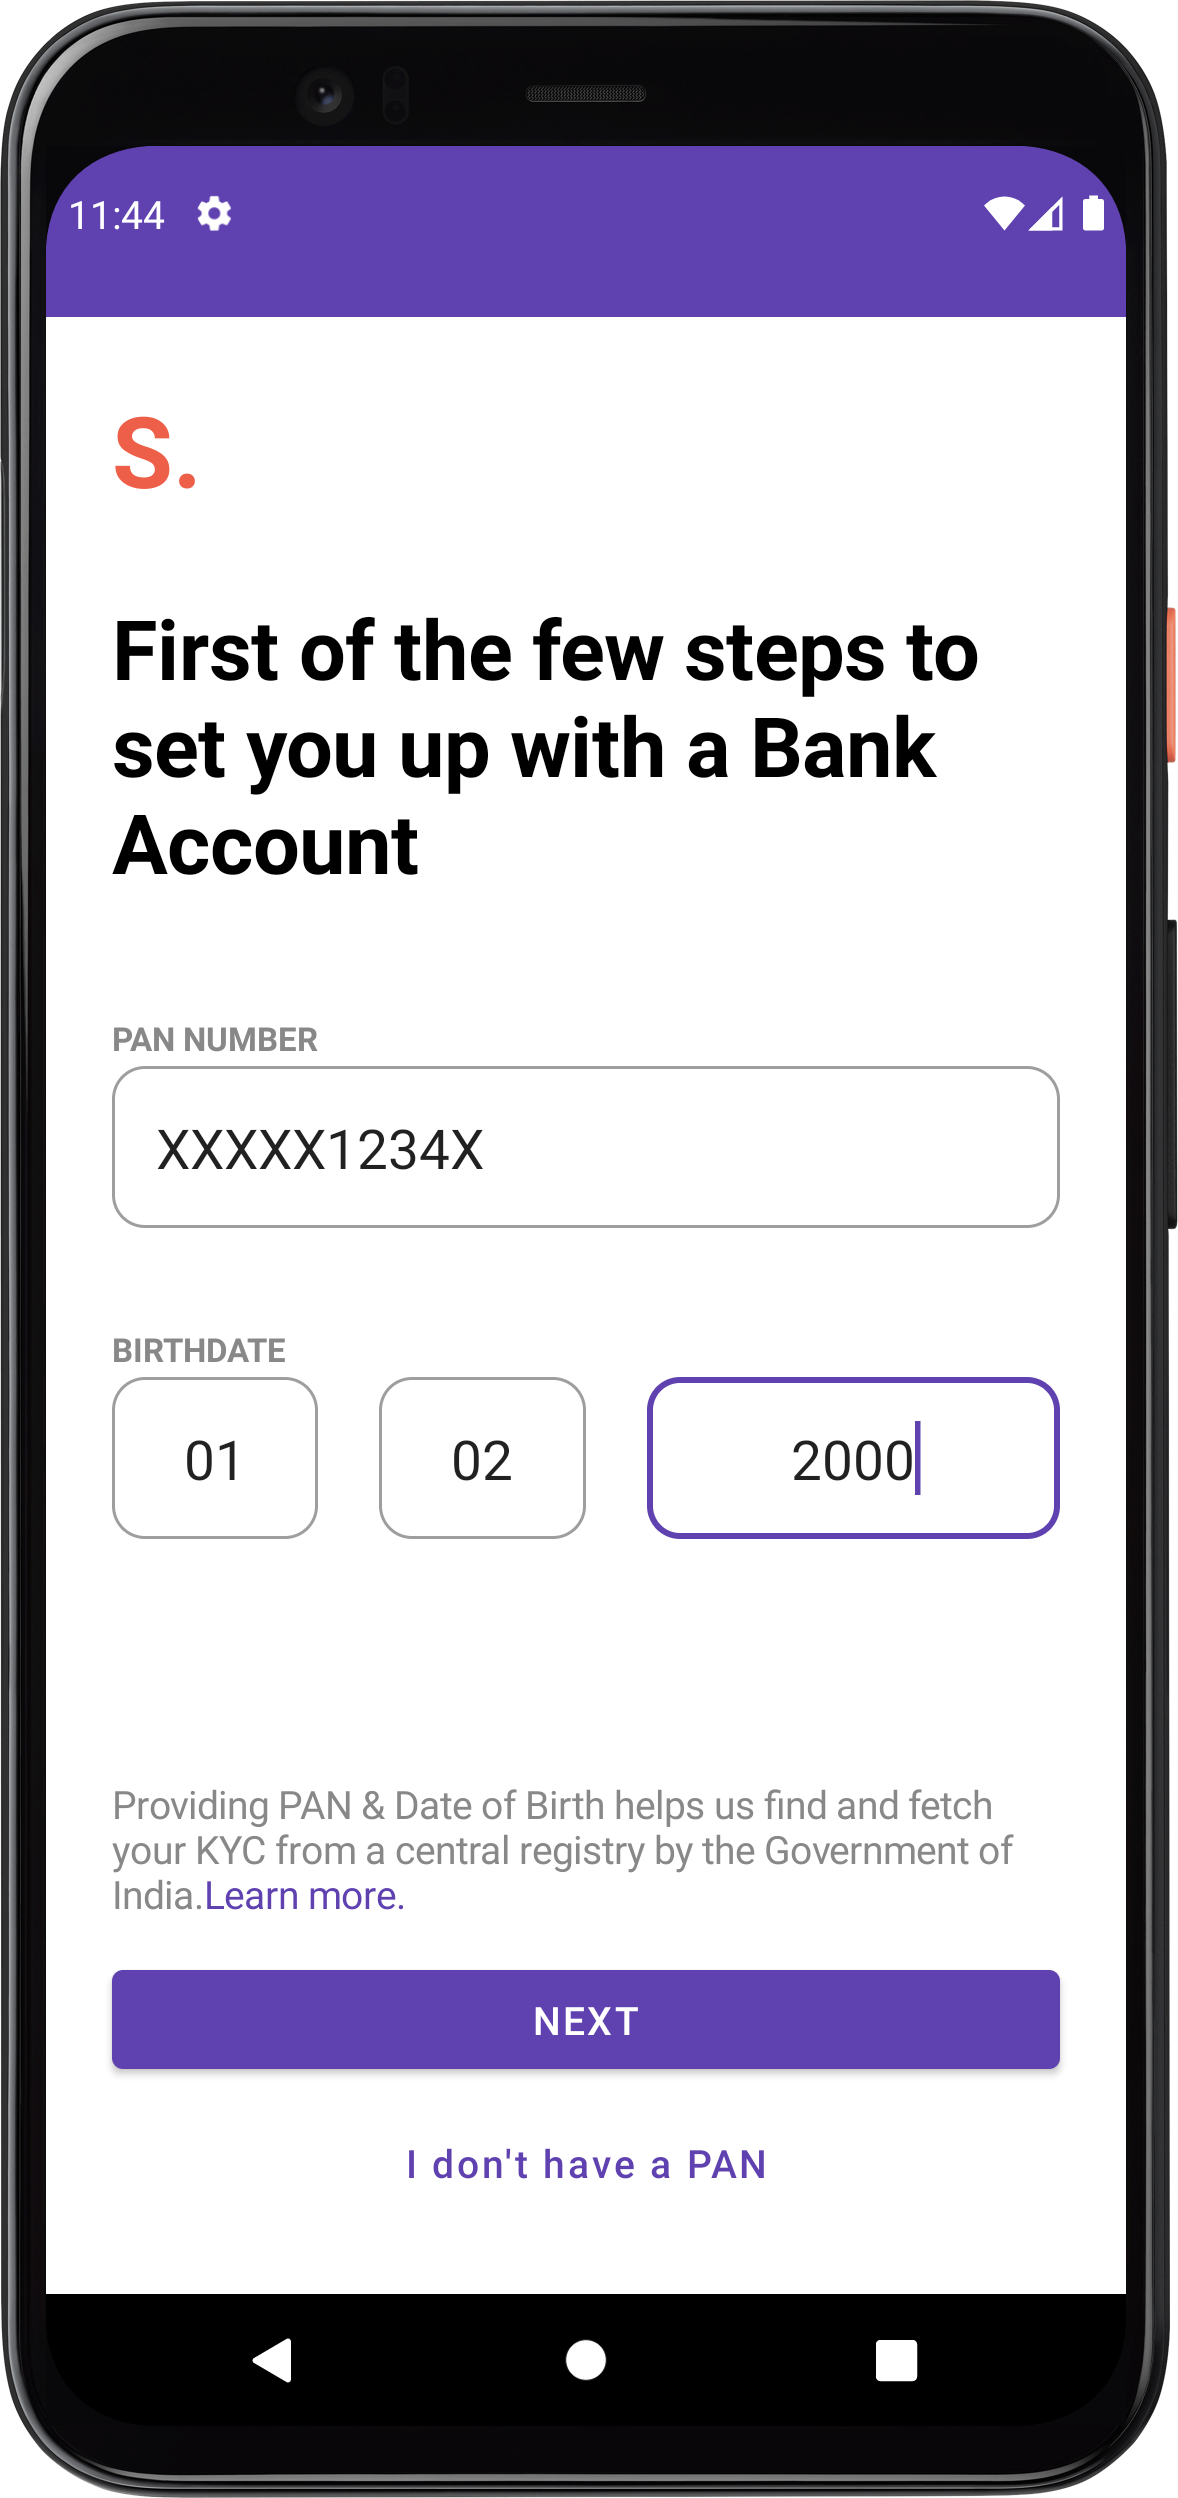 11:44
S.
First of the few steps to
set you up with a Bank
Account
PAN NUMBER
XXXXX1234X
BIRTHDATE
01 02 2000
Providing PAN & Date of Birth helps us find and fetch
your KYC from a central registry by the Government of
India.Learn more.
NEXT
I don't have a PAN